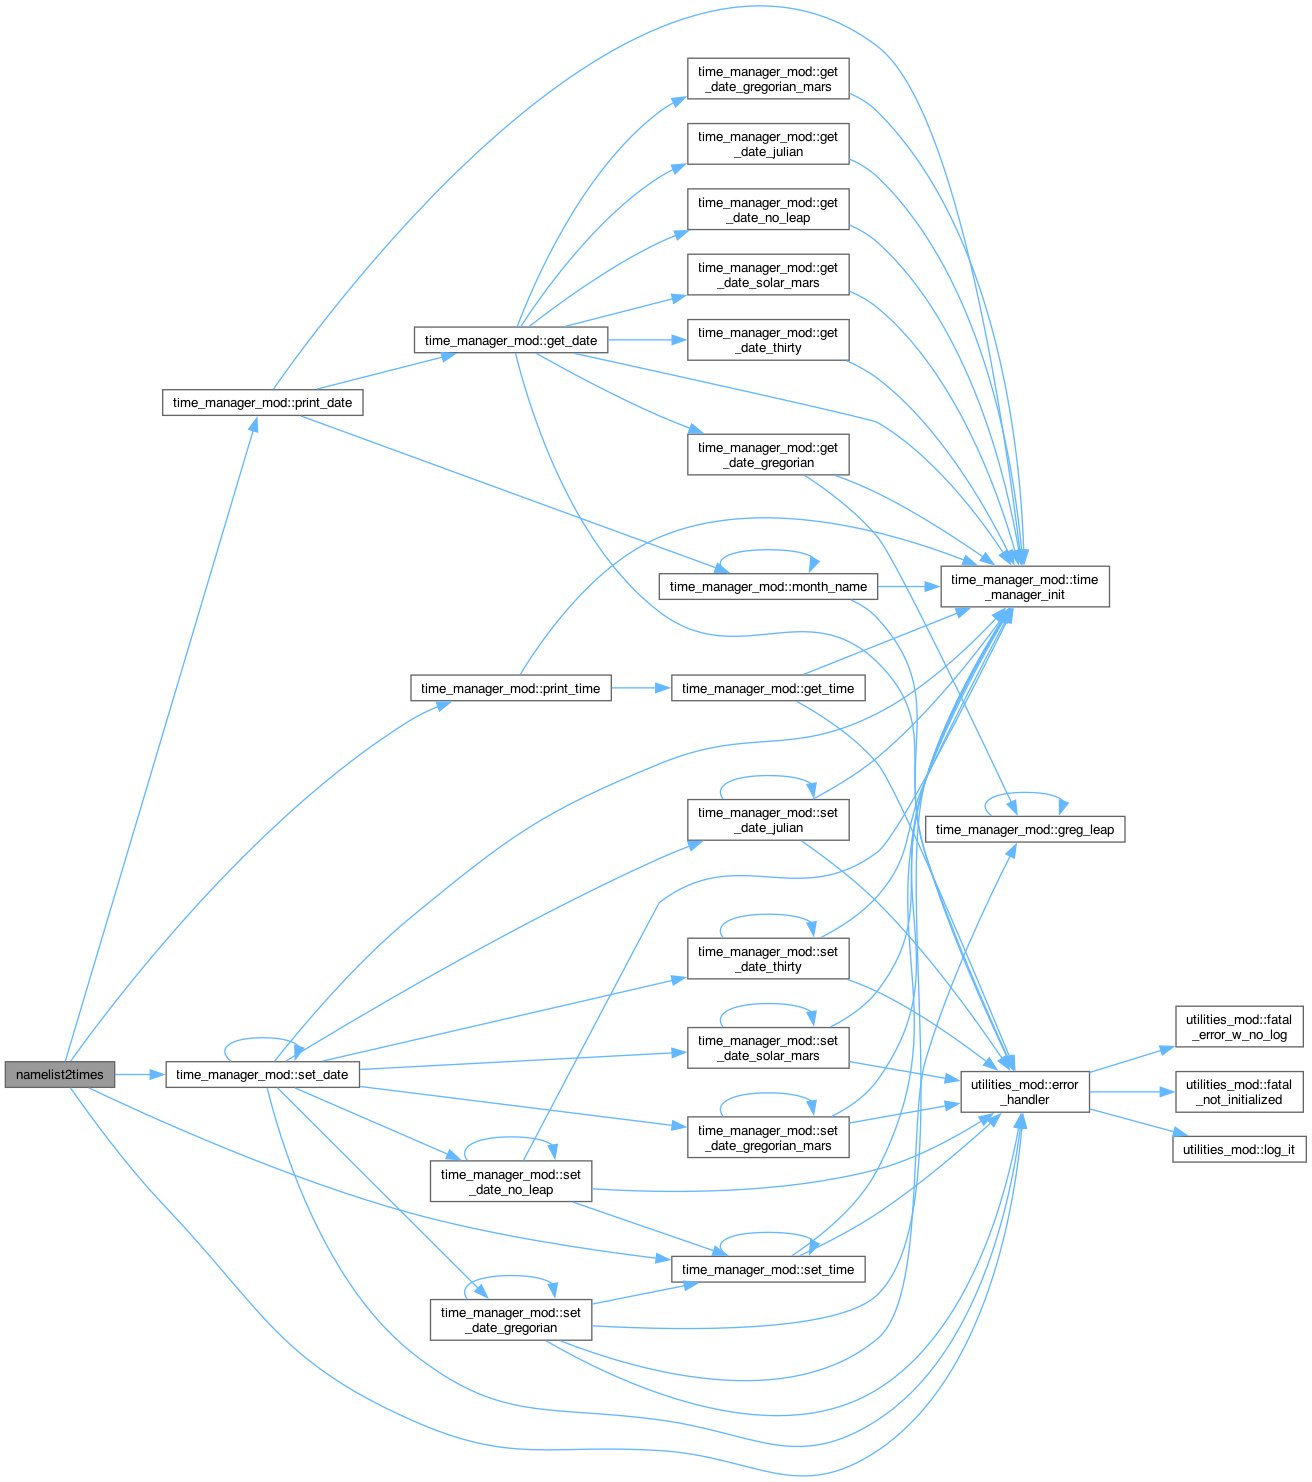 time_manager_mod::get
_date_gregorian_mars
time_manager_mod::get
_date_julian
time_manager_mod::get
_date_no_leap
time_manager_mod::get
_date_solar_mars
time_manager_mod::get_date
time_manager_mod::get
_date_thirty
time_manager_mod::print_date
time_manager_mod::get
_date_gregorian
time_manager_mod::month_name
time_manager_mod::time
_manager_init
time_manager_mod::print_time
time_manager_mod::get_time
time_manager_mod::set
_date_julian
time_manager_mod::greg_leap
time_manager_mod::set
_date_thirty
time_manager_mod::set
_date_solar_mars
utilities_mod::fatal
_error_w_no_log
namelist2times
time_manager_mod::set_date
utilities_mod::error
_handler
utilities_mod::fatal
_not_initialized
time_manager_mod::set
_date_gregorian_mars
utilities_mod::log_it
time_manager_mod::set
_date_no_leap
time_manager_mod::set_time
time_manager_mod::set
_date_gregorian